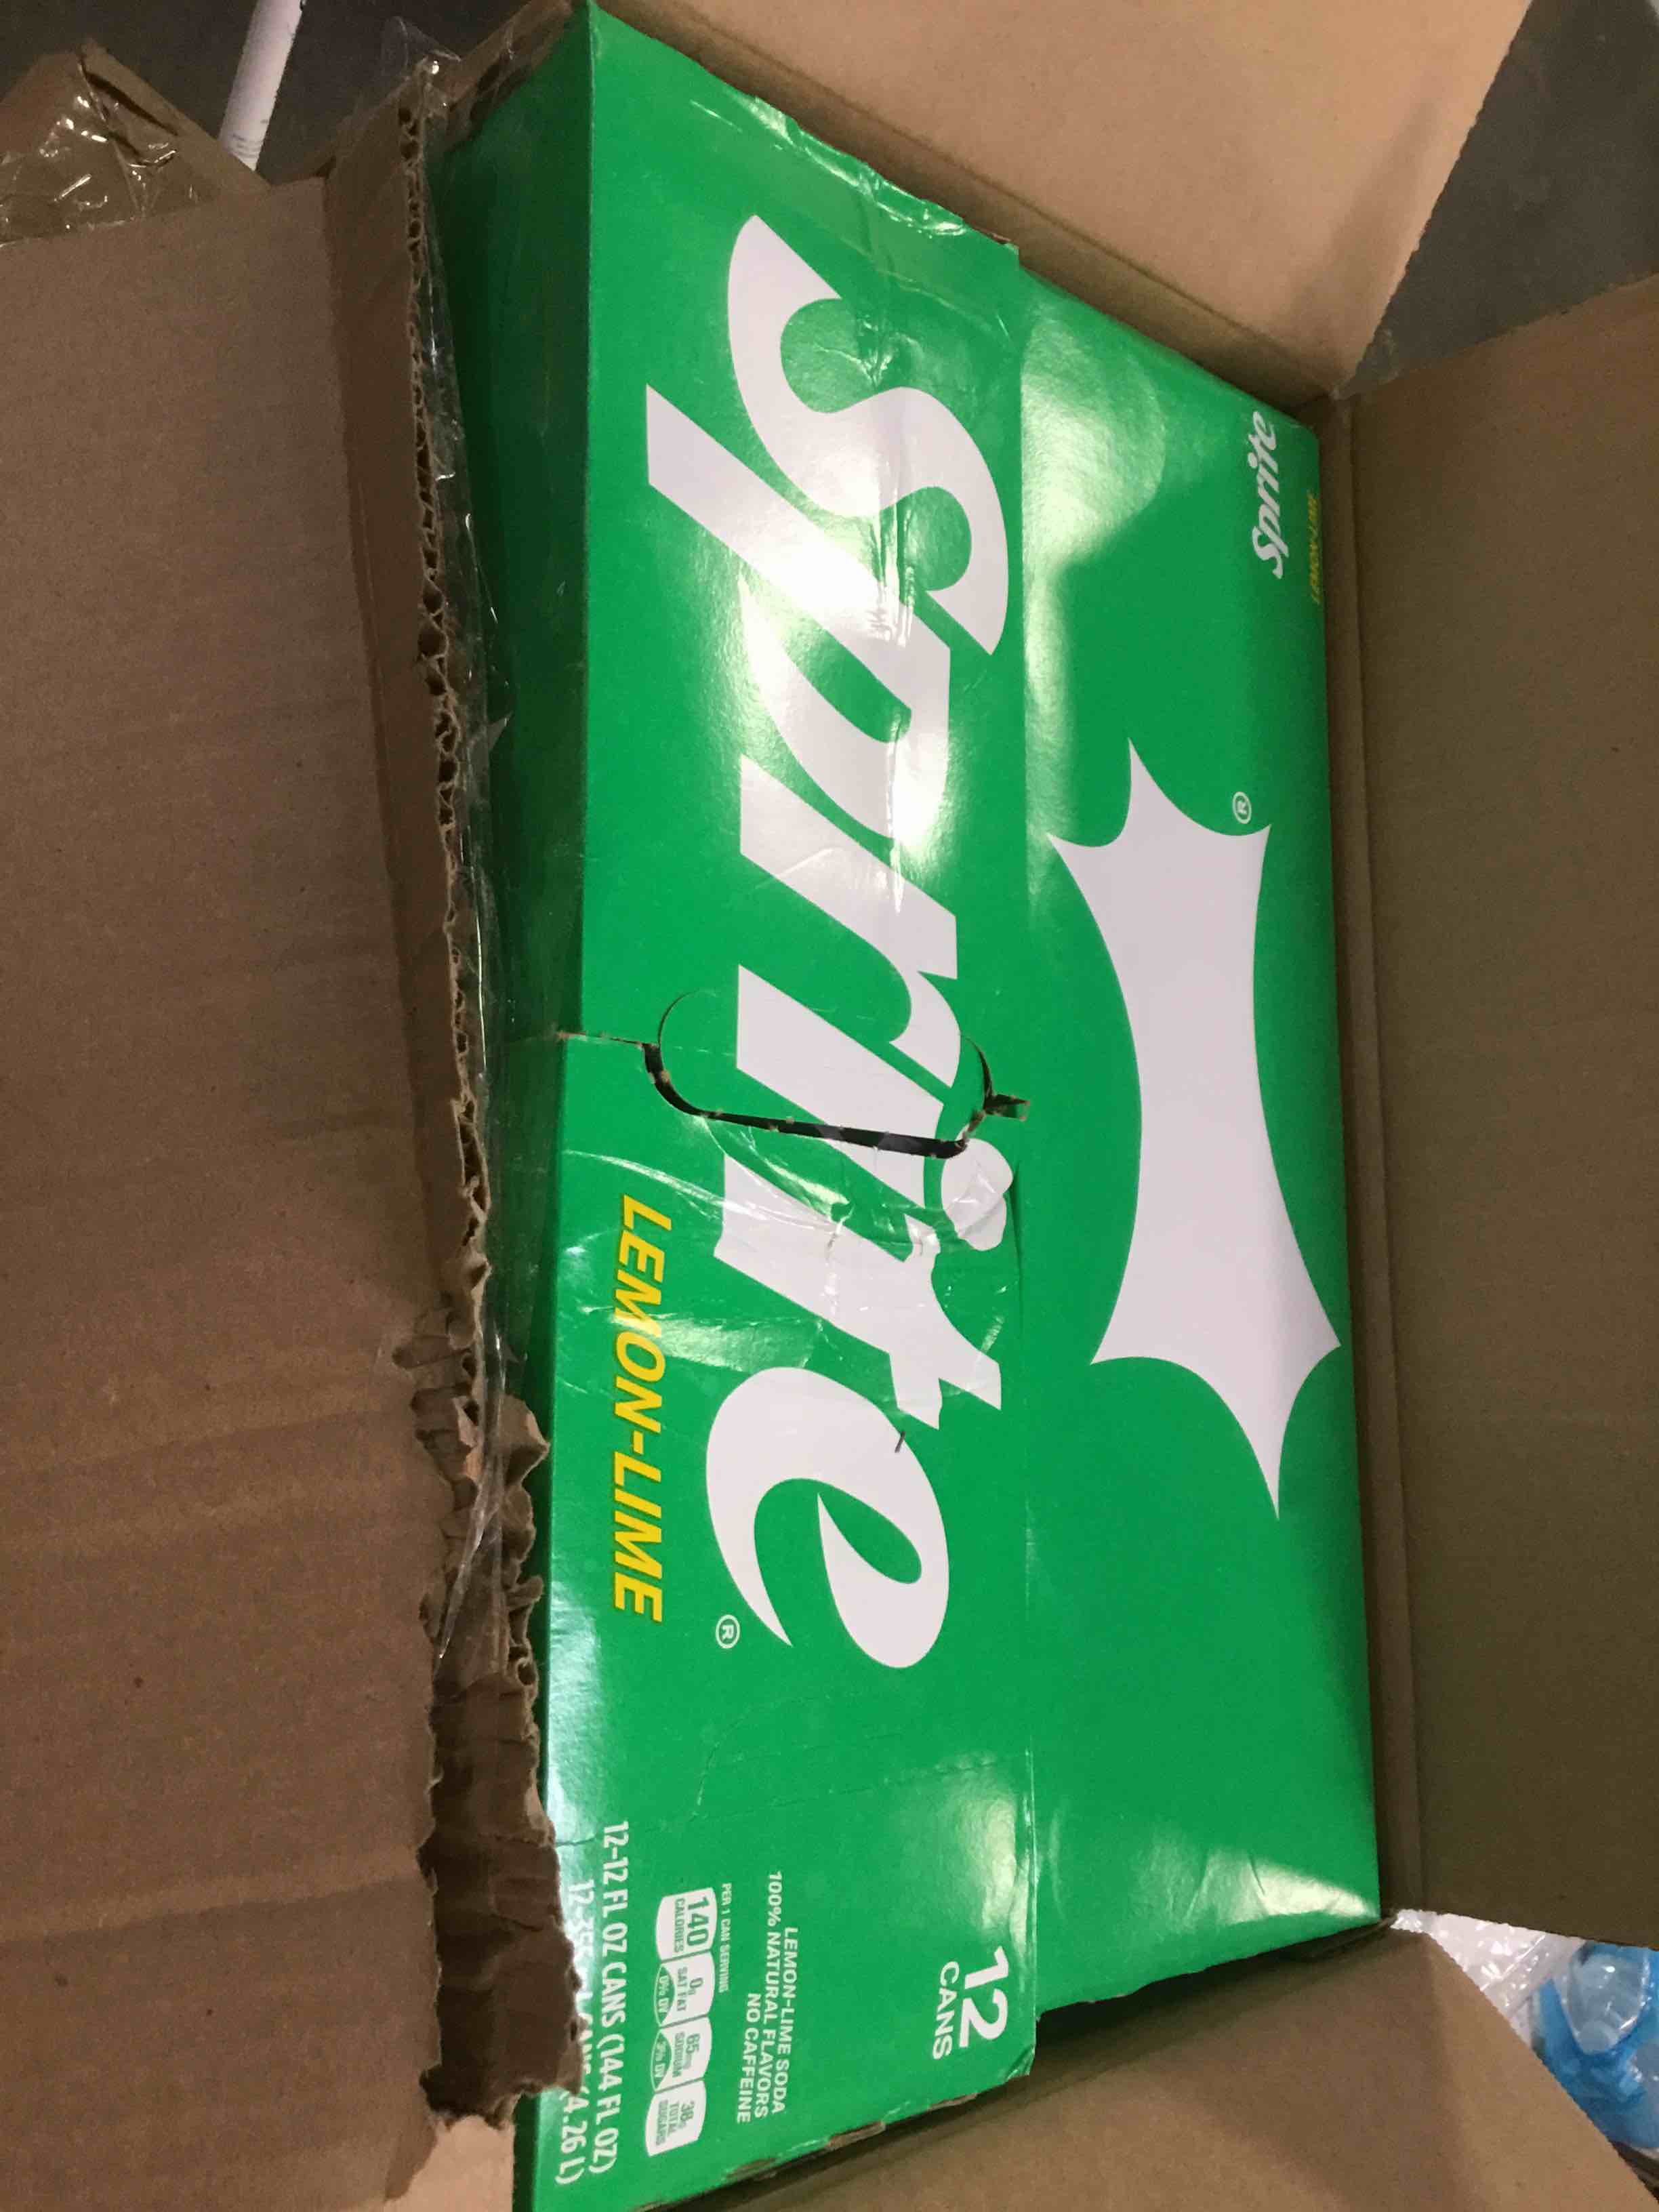 Sprite
LEMON-LIME
®
Sprite
®
LEMON-LIME
12
CANS
LEMON-LIME SODA
100% NATURAL FLAVORS
NO CAFFEINE
PER 1 CAN SERVING
140 0g 65mg 38g
CALORIES SAT FAT SODIUM TOTAL SUGARS
0% DV 3% DV
12-12 FL OZ CANS (144 FL OZ)
(4.26 L)